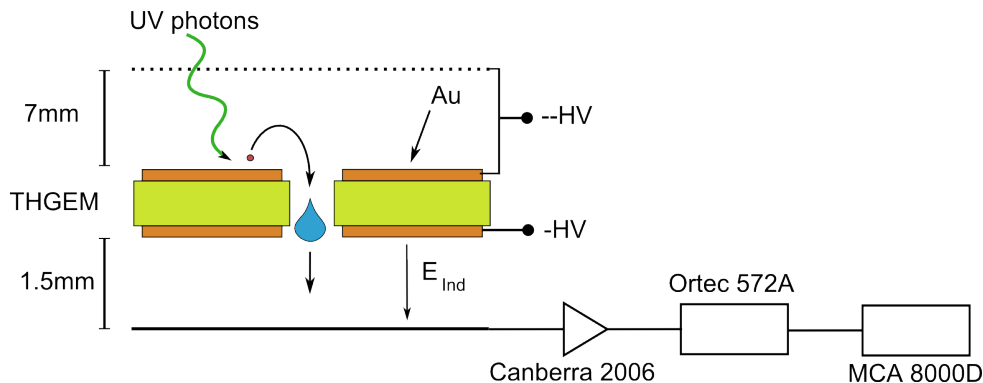 UV photons
7mm
Au
--HV
THGEM
-HV
1.5mm
E Ind
Ortec 572A
Canberra 2006
MCA 8000D